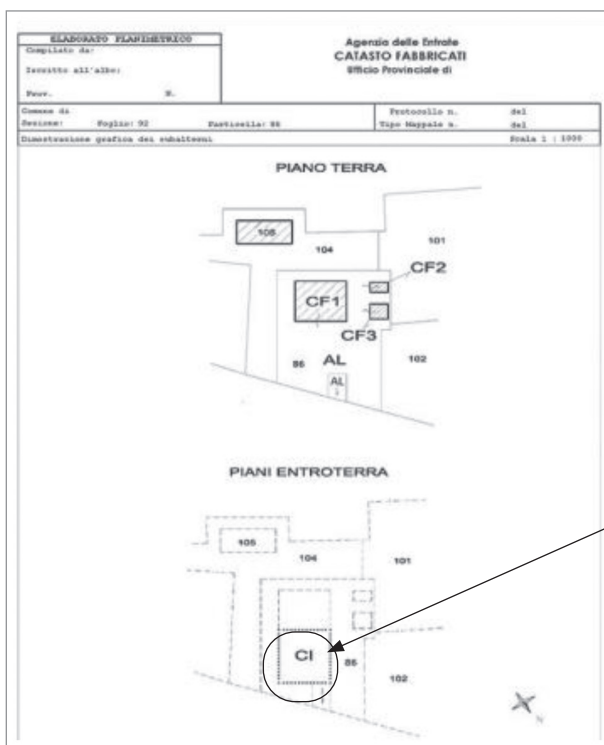 ELABORATO PLANIMETRICO
Compilato da:
Iscritto all'albo:
Prov. N.
Agenzia delle Entrate
CATASTO FABBRICATI
Ufficio Provinciale di
Comune di
Sezione: Foglio: 92 Particella: 86
Protocollo n. del
Tipo Mappale n. del
Dimostrazione grafica dei subalterni
Scala 1 : 1000
PIANO TERRA
105
104
101
CF2
CF1
CF3
86
AL
102
AL
PIANI ENTROTERRA
105
104
101
CI
86
102
N